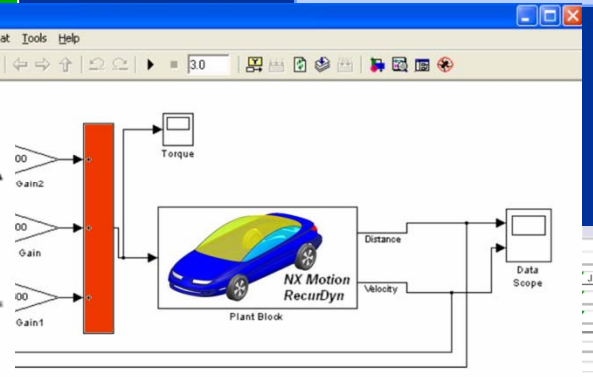 at Tools Help
3.0
Torque
00
Gain2
00
Gain
00
Gain1
Distance
Velocity
NX Motion
RecurDyn
Plant Block
Data
Scope
J